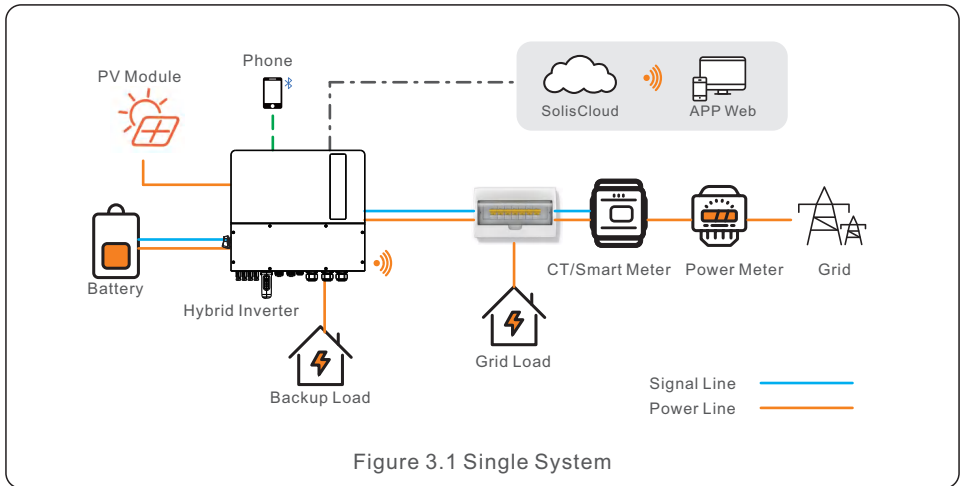 Phone
PV Module
SolisCloud
APP Web
Battery
Hybrid Inverter
CT/Smart Meter
Power Meter
Grid
Grid Load
Backup Load
Signal Line
Power Line
Figure 3.1 Single System